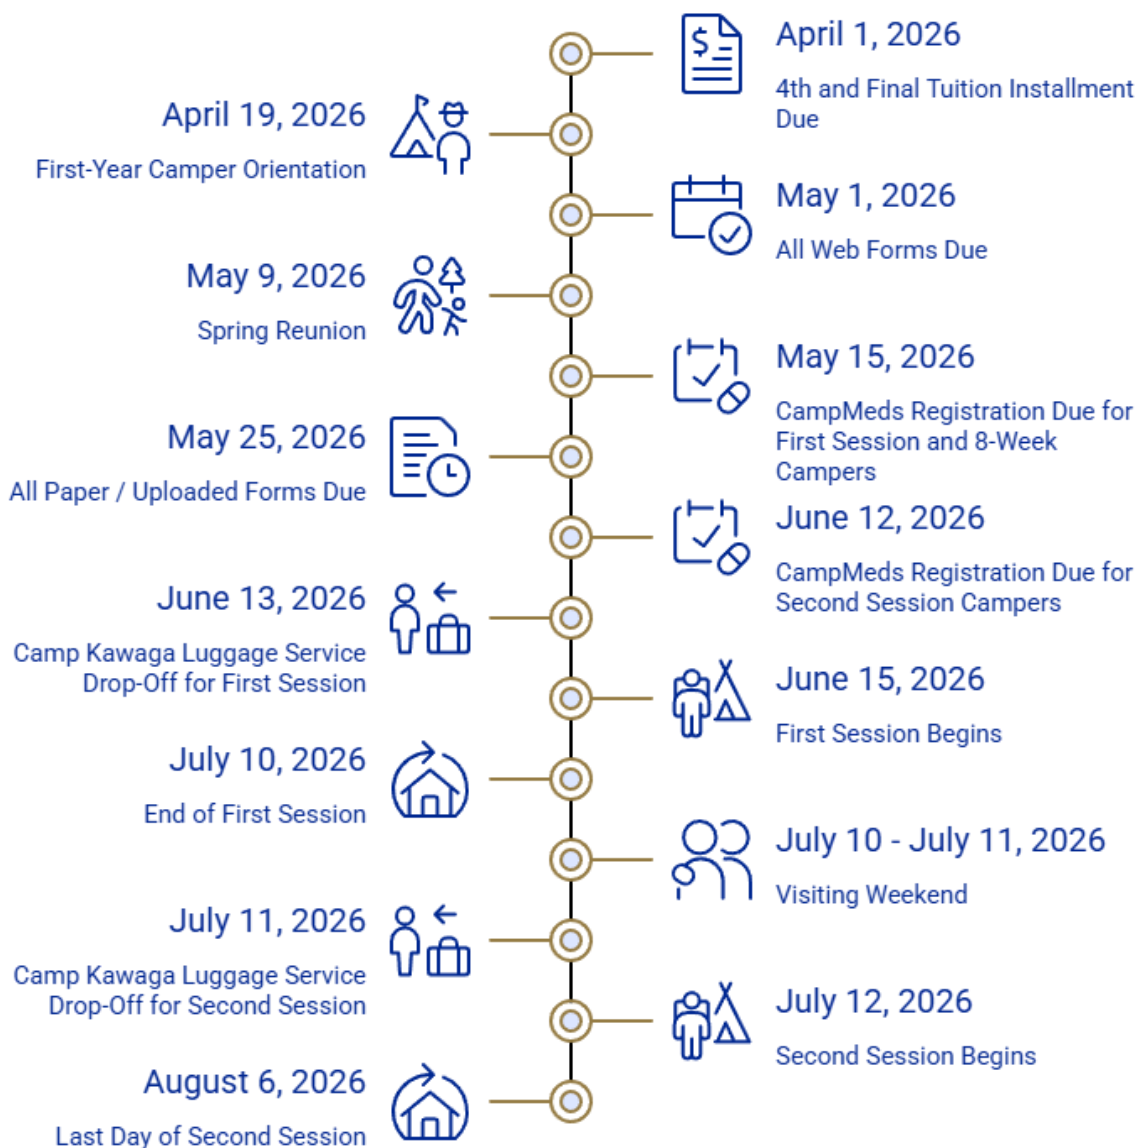 April 1, 2026
4th and Final Tuition Installment
Due
April 19, 2026
First-Year Camper Orientation
May 1, 2026
All Web Forms Due
May 9, 2026
Spring Reunion
May 15, 2026
CampMeds Registration Due for
First Session and 8-Week
Campers
May 25, 2026
All Paper / Uploaded Forms Due
June 12, 2026
CampMeds Registration Due for
Second Session Campers
June 13, 2026
Camp Kawaga Luggage Service
Drop-Off for First Session
June 15, 2026
First Session Begins
July 10, 2026
End of First Session
July 10 - July 11, 2026
Visiting Weekend
July 11, 2026
Camp Kawaga Luggage Service
Drop-Off for Second Session
July 12, 2026
Second Session Begins
August 6, 2026
Last Day of Second Session